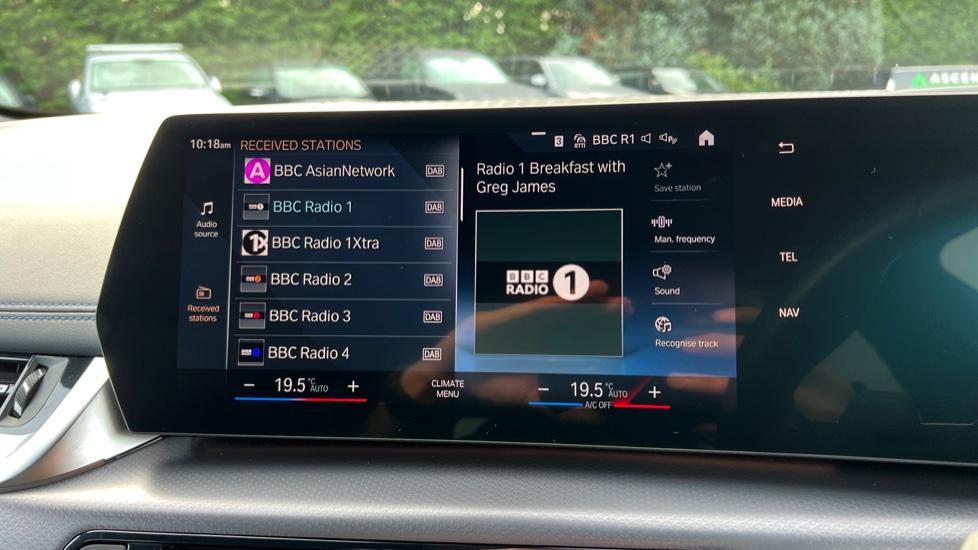 ASCE
10:18am
RECEIVED STATIONS
3
BBC R1
Audio source
Received stations
A BBC AsianNetwork DAB
BBC Radio 1 DAB
1X BBC Radio 1Xtra DAB
BBC Radio 2 DAB
BBC Radio 3 DAB
BBC Radio 4 DAB
Radio 1 Breakfast with
Greg James
BBC
RADIO 1
Save station
Man. frequency
Sound
Recognise track
MEDIA
TEL
NAV
− 19.5 °C AUTO +
CLIMATE
MENU
− 19.5 °C AUTO +
A/C OFF